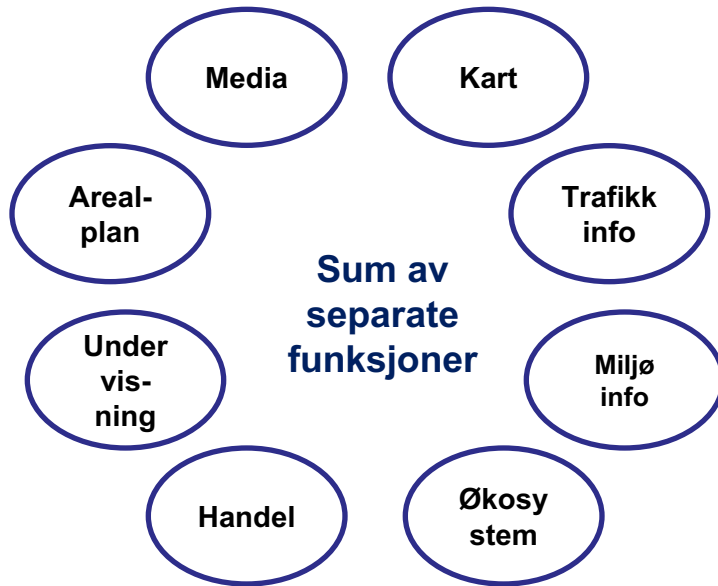 Media
Kart
Areal-
plan
Trafikk
info
Sum av
separate
funksjoner
Under
vis-
ning
Miljø
info
Handel
Økosy
stem